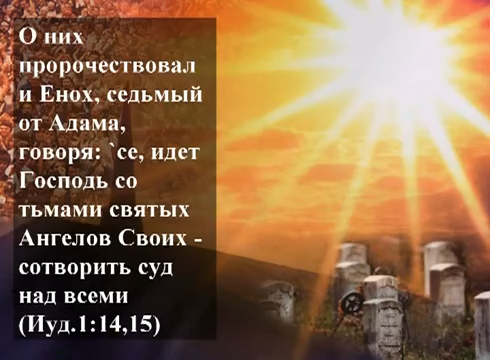 О них
пророчествовал
и Енох, седьмый
от Адама,
говоря: `се, идет
Господь со
тьмами святых
Ангелов Своих -
сотворить суд
над всеми
(Иуд.1:14,15)